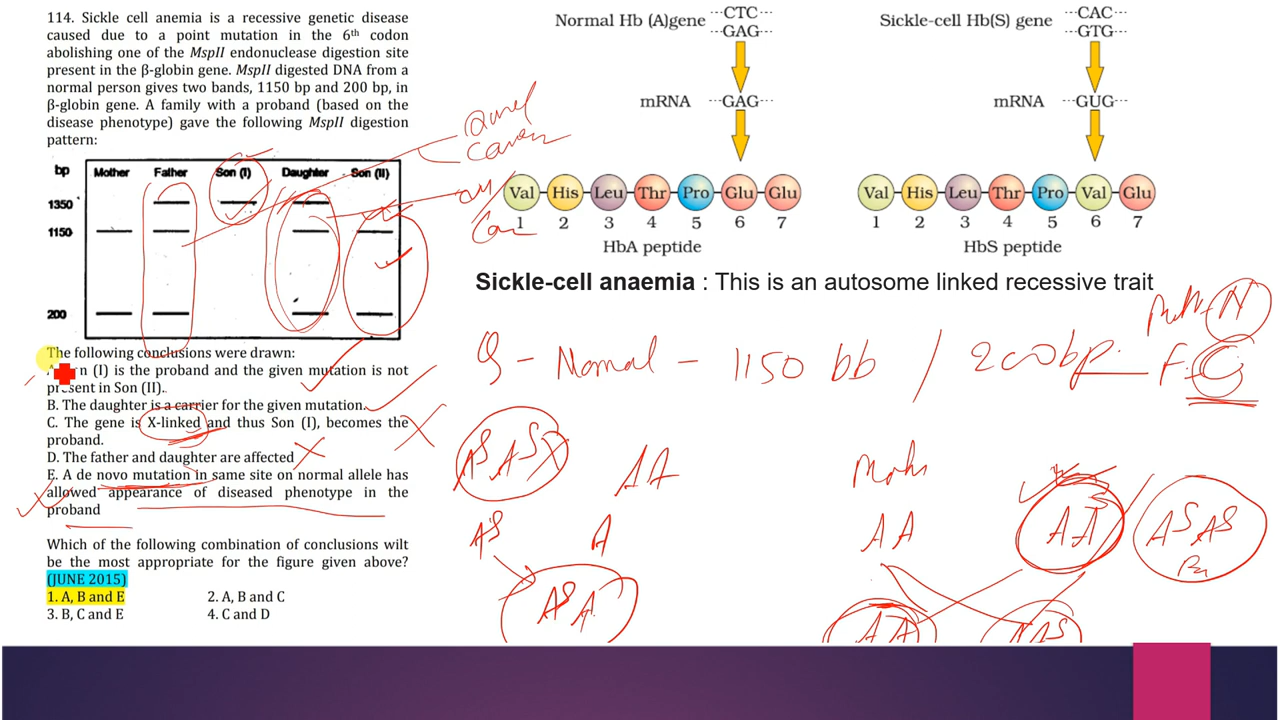 114. Sickle cell anemia is a recessive genetic disease
caused due to a point mutation in the 6th codon
abolishing one of the MspII endonuclease digestion site
present in the β-globin gene. MspII digested DNA from a
normal person gives two bands, 1150 bp and 200 bp, in
β-globin gene. A family with a proband (based on the
disease phenotype) gave the following MspII digestion
pattern:
bp Mother Father Son (I) Daughter Son (II)
1350
1150
200
The following conclusions were drawn:
(I) is the proband and the given mutation is not
present in Son (II).
B. The daughter is a carrier for the given mutation.
C. The gene is X-linked and thus Son (I), becomes the
proband.
D. The father and daughter are affected
E. A de novo mutation in same site on normal allele has
allowed appearance of diseased phenotype in the
proband
Which of the following combination of conclusions wilt
be the most appropriate for the figure given above?
(JUNE 2015)
1. A, B and E 2. A, B and C
3. B, C and E 4. C and D
Normal Hb (A)gene
--CTC--
--GAG--
mRNA --GAG--
Val His Leu Thr Pro Glu Glu
1 2 3 4 5 6 7
HbA peptide
Sickle-cell Hb(S) gene
--CAC--
--GTG--
mRNA --GUG--
Val His Leu Thr Pro Val Glu
1 2 3 4 5 6 7
HbS peptide
Sickle-cell anaemia : This is an autosome linked recessive trait
Normal - 1150 bb / 200bp
N
F. C
AS AS AA
AS A
AS A
AA AA AS AS
AA AS